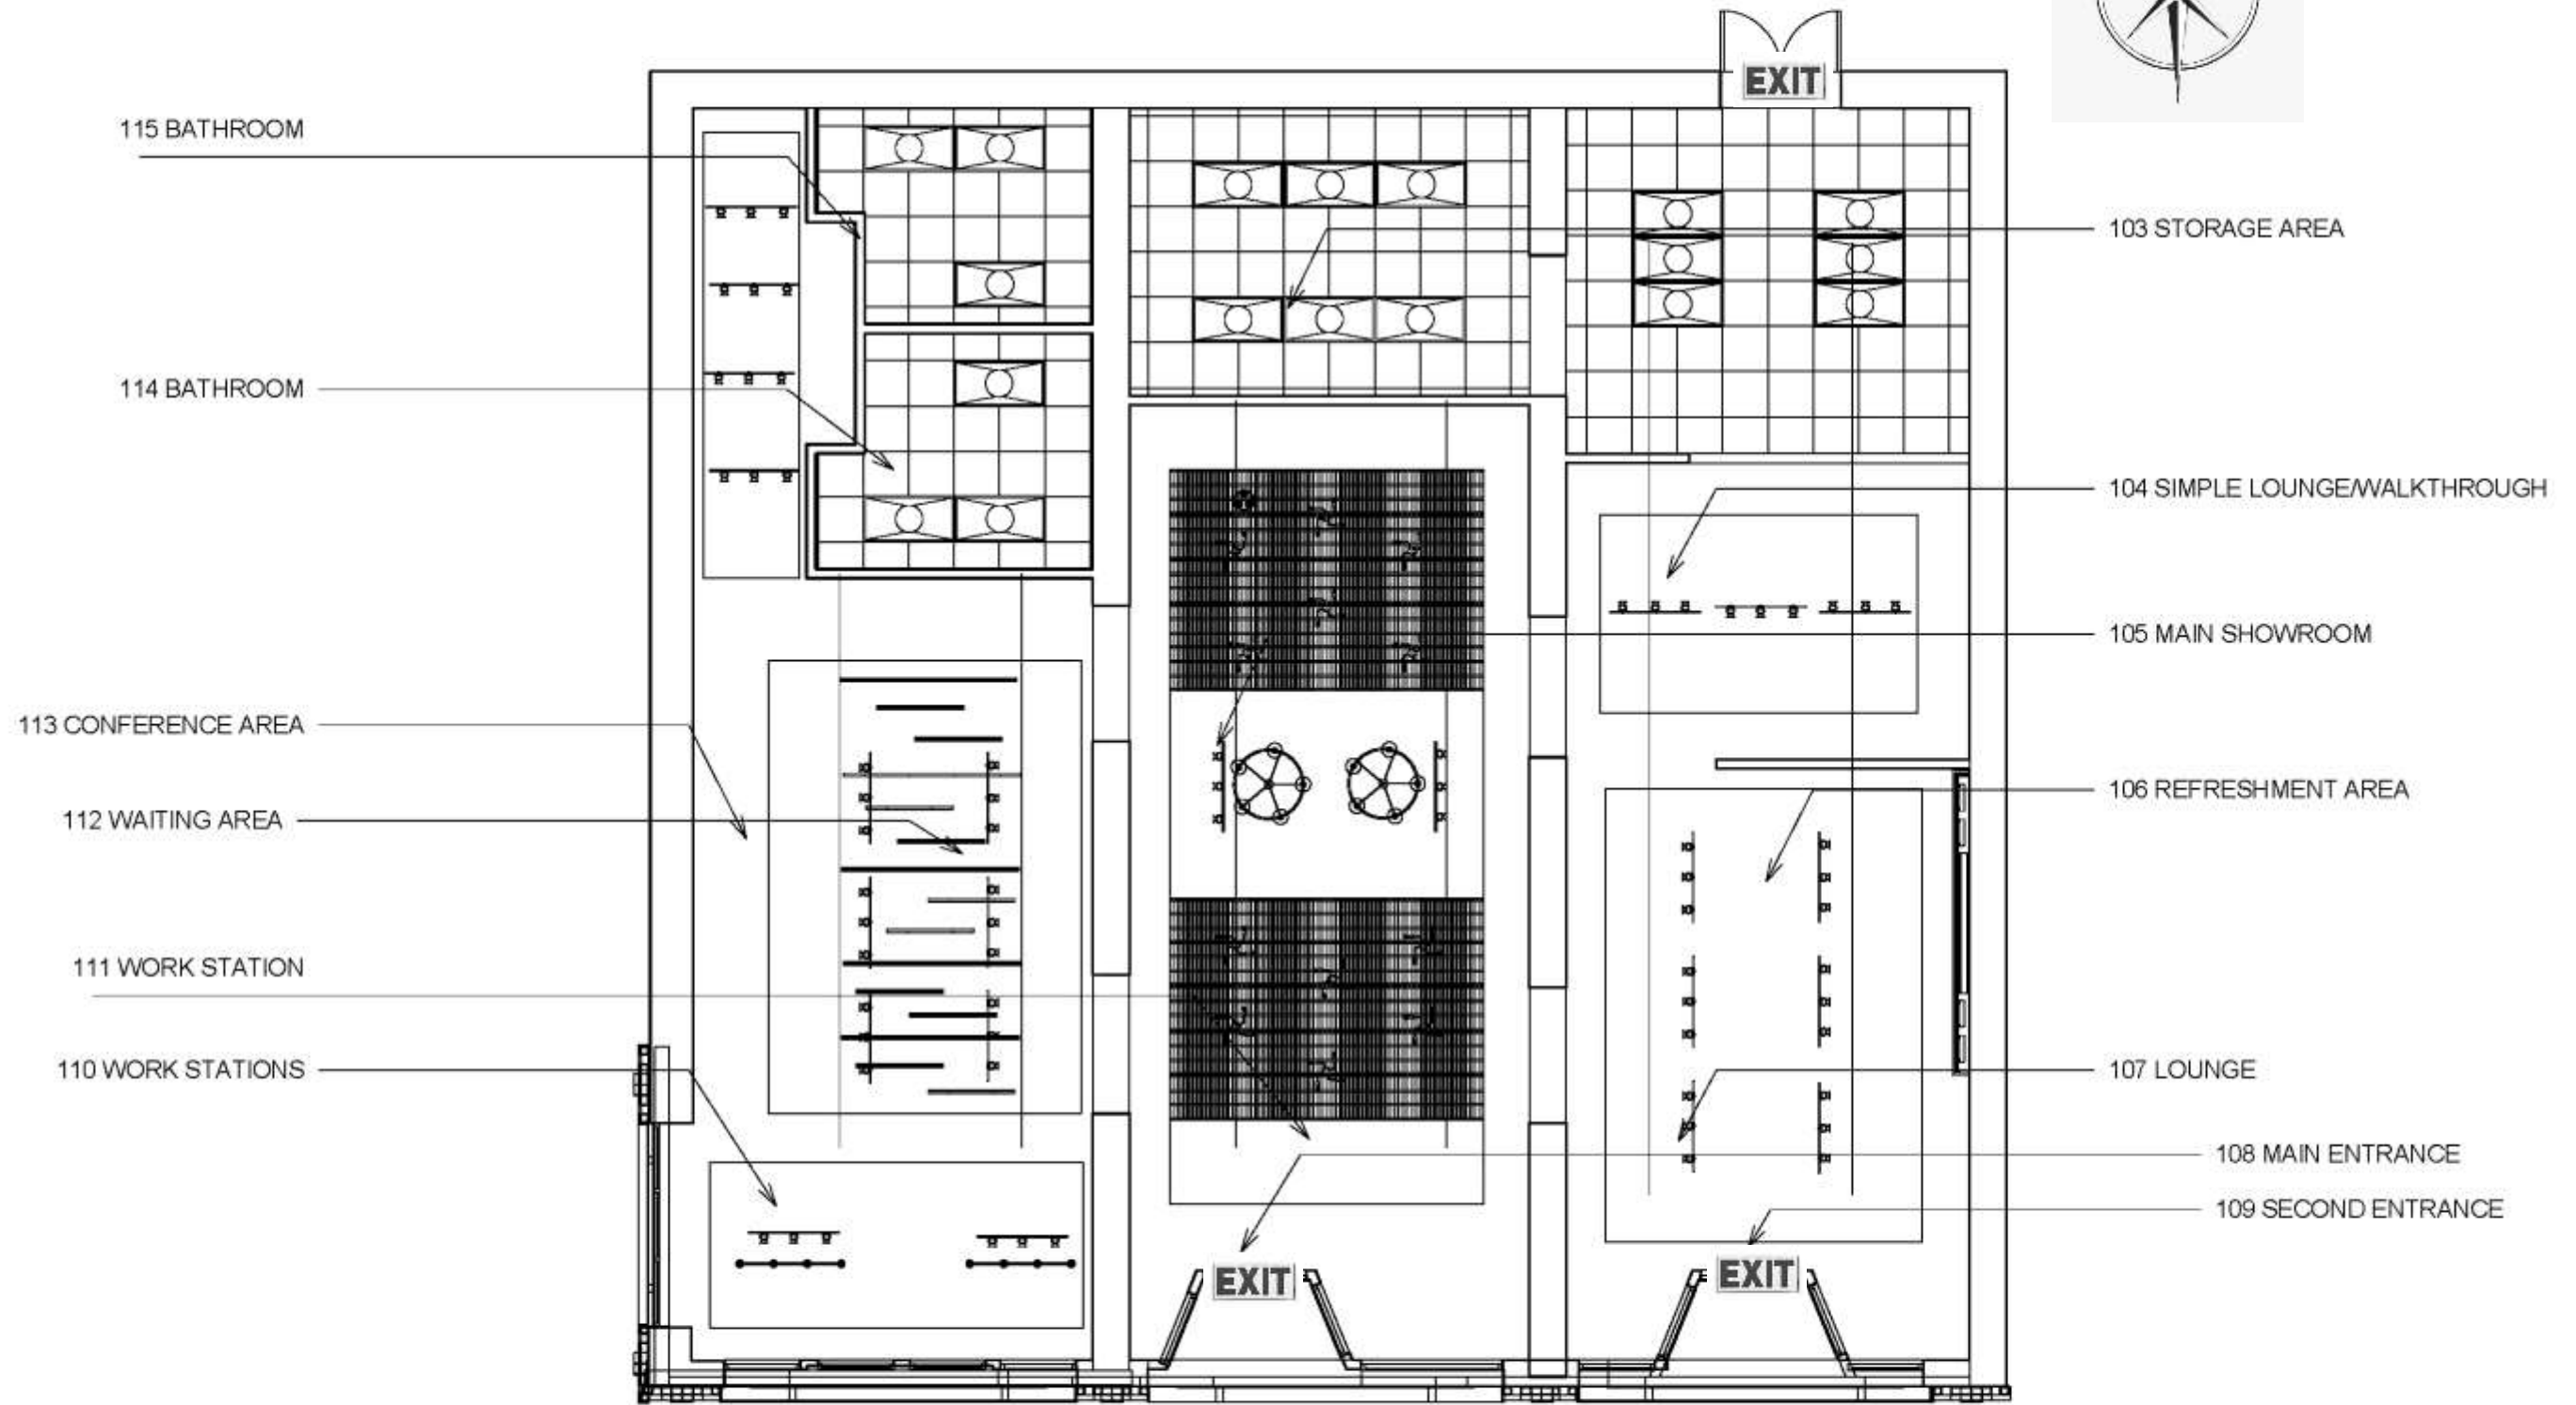 EXIT
115 BATHROOM
103 STORAGE AREA
114 BATHROOM
104 SIMPLE LOUNGE/WALKTHROUGH
105 MAIN SHOWROOM
113 CONFERENCE AREA
106 REFRESHMENT AREA
112 WAITING AREA
111 WORK STATION
110 WORK STATIONS
107 LOUNGE
108 MAIN ENTRANCE
109 SECOND ENTRANCE
EXIT
EXIT